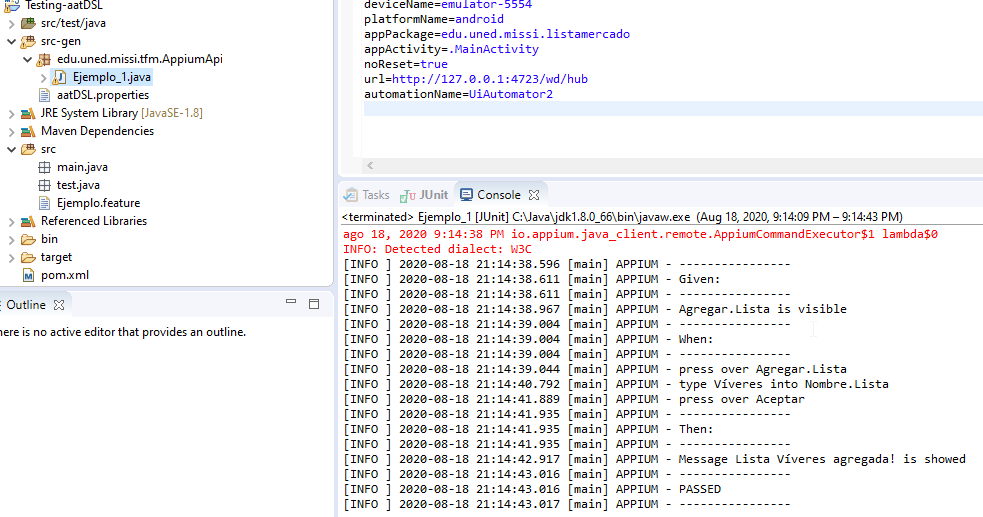 Testing-aatDSL
src/test/java
src-gen
edu.uned.missi.tfm.AppiumApi
Ejemplo_1.java
aatDSL.properties
JRE System Library [JavaSE-1.8]
Maven Dependencies
src
main.java
test.java
Ejemplo.feature
Referenced Libraries
bin
target
pom.xml
Outline
here is no active editor that provides an outline.
deviceName=emulator-5554
platformName=android
appPackage=edu.uned.missi.listamercado
appActivity=.MainActivity
noReset=true
url=http://127.0.0.1:4723/wd/hub
automationName=UiAutomator2
Tasks JUnit Console
<terminated> Ejemplo_1 [JUnit] C:\Java\jdk1.8.0_66\bin\javaw.exe (Aug 18, 2020, 9:14:09 PM – 9:14:43 PM)
ago 18, 2020 9:14:38 PM io.appium.java_client.remote.AppiumCommandExecutor$1 lambda$0
INFO: Detected dialect: W3C
[INFO ] 2020-08-18 21:14:38.596 [main] APPIUM - ----------------
[INFO ] 2020-08-18 21:14:38.611 [main] APPIUM - Given:
[INFO ] 2020-08-18 21:14:38.611 [main] APPIUM - ----------------
[INFO ] 2020-08-18 21:14:38.967 [main] APPIUM - Agregar.Lista is visible
[INFO ] 2020-08-18 21:14:39.004 [main] APPIUM - ----------------
[INFO ] 2020-08-18 21:14:39.004 [main] APPIUM - When:
[INFO ] 2020-08-18 21:14:39.004 [main] APPIUM - ----------------
[INFO ] 2020-08-18 21:14:39.044 [main] APPIUM - press over Agregar.Lista
[INFO ] 2020-08-18 21:14:40.792 [main] APPIUM - type Víveres into Nombre.Lista
[INFO ] 2020-08-18 21:14:41.889 [main] APPIUM - press over Aceptar
[INFO ] 2020-08-18 21:14:41.935 [main] APPIUM - ----------------
[INFO ] 2020-08-18 21:14:41.935 [main] APPIUM - Then:
[INFO ] 2020-08-18 21:14:41.935 [main] APPIUM - ----------------
[INFO ] 2020-08-18 21:14:42.917 [main] APPIUM - Message Lista Víveres agregada! is showed
[INFO ] 2020-08-18 21:14:43.016 [main] APPIUM - ----------------
[INFO ] 2020-08-18 21:14:43.016 [main] APPIUM - PASSED
[INFO ] 2020-08-18 21:14:43.017 [main] APPIUM - ----------------